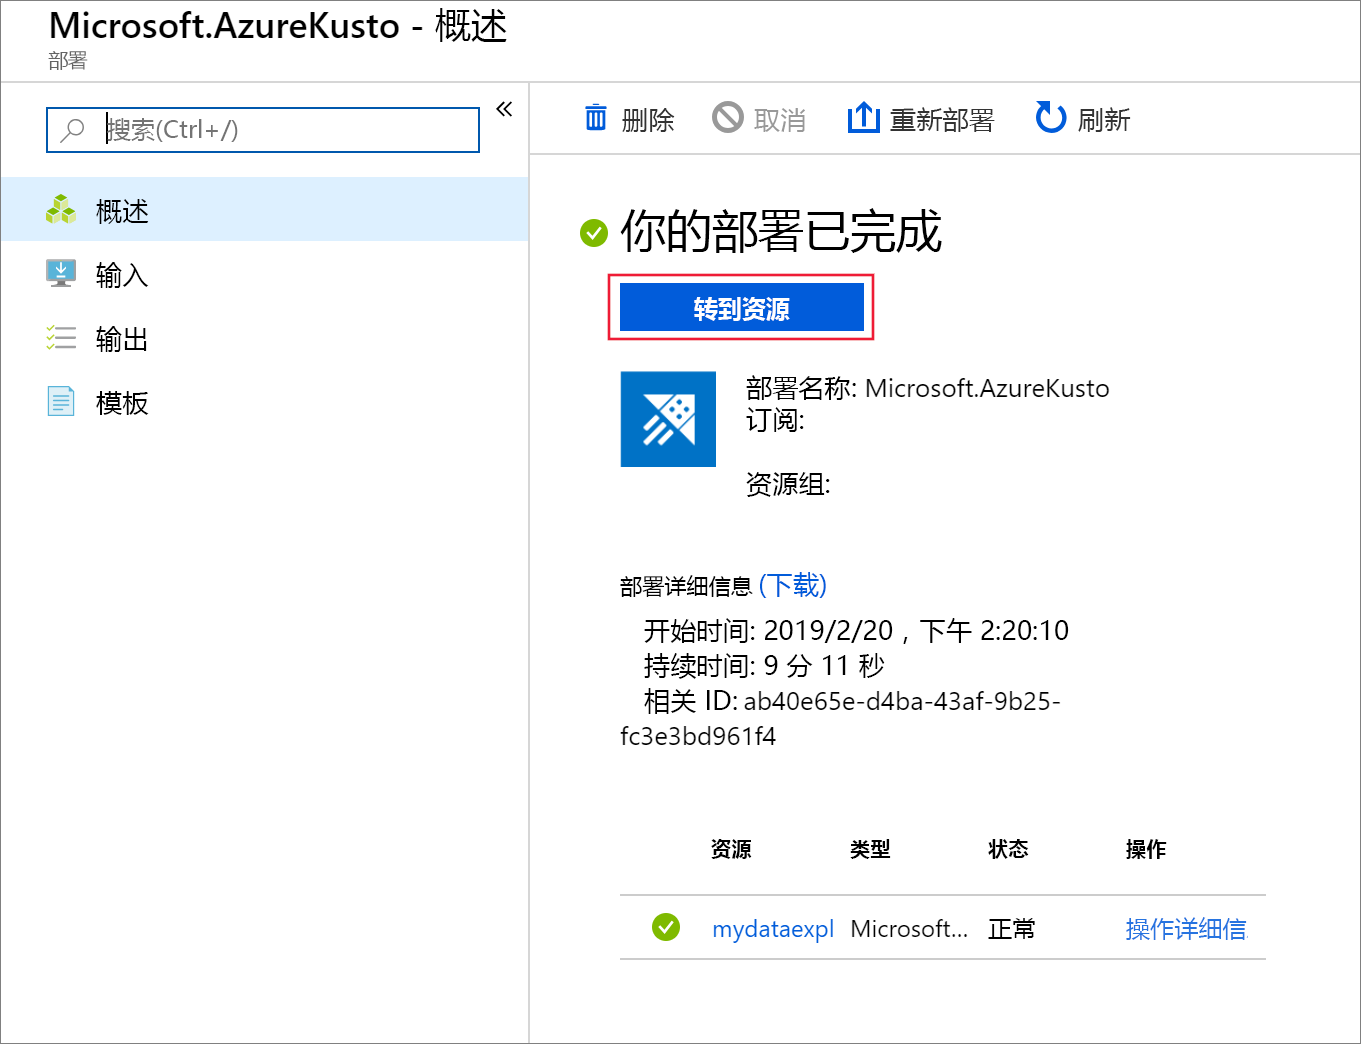 Microsoft.AzureKusto - 概述
部署
搜索(Ctrl+/)
«
概述
输入
输出
模板
删除
取消
重新部署
刷新
你的部署已完成
转到资源
部署名称: Microsoft.AzureKusto
订阅:
资源组:
部署详细信息 (下载)
开始时间: 2019/2/20，下午 2:20:10
持续时间: 9 分 11 秒
相关 ID: ab40e65e-d4ba-43af-9b25-
fc3e3bd961f4
资源 类型 状态 操作
mydataexpl Microsoft... 正常 操作详细信